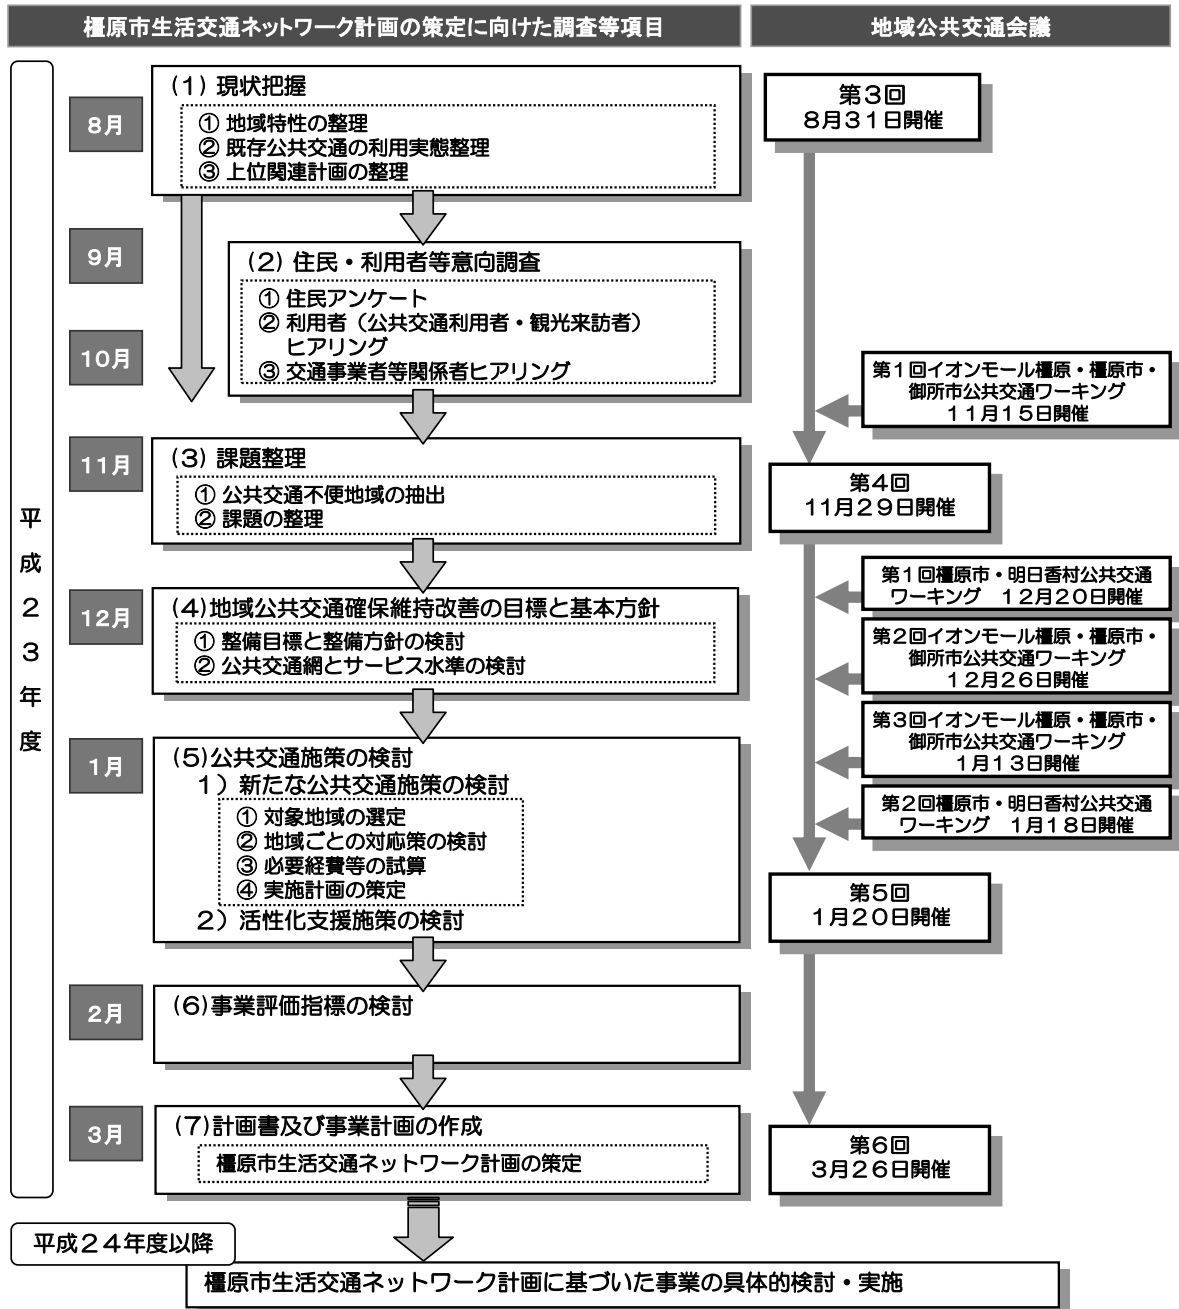 橿原市生活交通ネットワーク計画の策定に向けた調査等項目
地域公共交通会議
平成２３年度
8月
（１）現状把握
① 地域特性の整理
② 既存公共交通の利用実態整理
③ 上位関連計画の整理
9月
10月
（２）住民・利用者等意向調査
① 住民アンケート
② 利用者（公共交通利用者・観光来訪者）
ヒアリング
③ 交通事業者等関係者ヒアリング
11月
（３）課題整理
① 公共交通不便地域の抽出
② 課題の整理
12月
（４）地域公共交通確保維持改善の目標と基本方針
① 整備目標と整備方針の検討
② 公共交通網とサービス水準の検討
1月
（５）公共交通施策の検討
１）新たな公共交通施策の検討
① 対象地域の選定
② 地域ごとの対応策の検討
③ 必要経費等の試算
④ 実施計画の策定
２）活性化支援施策の検討
2月
（６）事業評価指標の検討
3月
（７）計画書及び事業計画の作成
橿原市生活交通ネットワーク計画の策定
第３回
８月３１日開催
第１回イオンモール橿原・橿原市・
御所市公共交通ワーキング
１１月１５日開催
第４回
１１月２９日開催
第１回橿原市・明日香村公共交通
ワーキング　１２月２０日開催
第２回イオンモール橿原・橿原市・
御所市公共交通ワーキング
１２月２６日開催
第３回イオンモール橿原・橿原市・
御所市公共交通ワーキング
１月１３日開催
第２回橿原市・明日香村公共交通
ワーキング　１月１８日開催
第５回
１月２０日開催
第６回
３月２６日開催
平成２４年度以降
橿原市生活交通ネットワーク計画に基づいた事業の具体的検討・実施